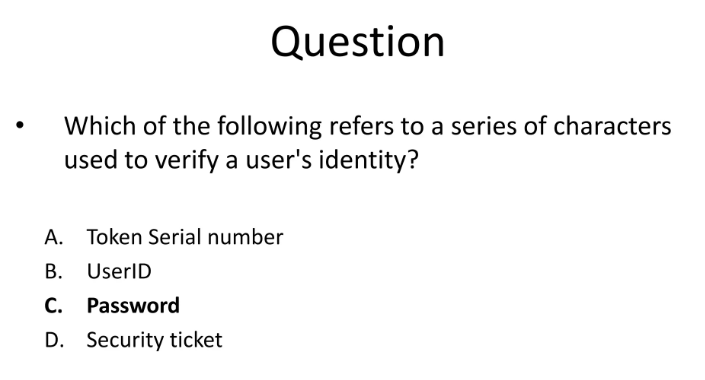 Question
• Which of the following refers to a series of characters
used to verify a user's identity?
A. Token Serial number
B. UserID
C. Password
D. Security ticket